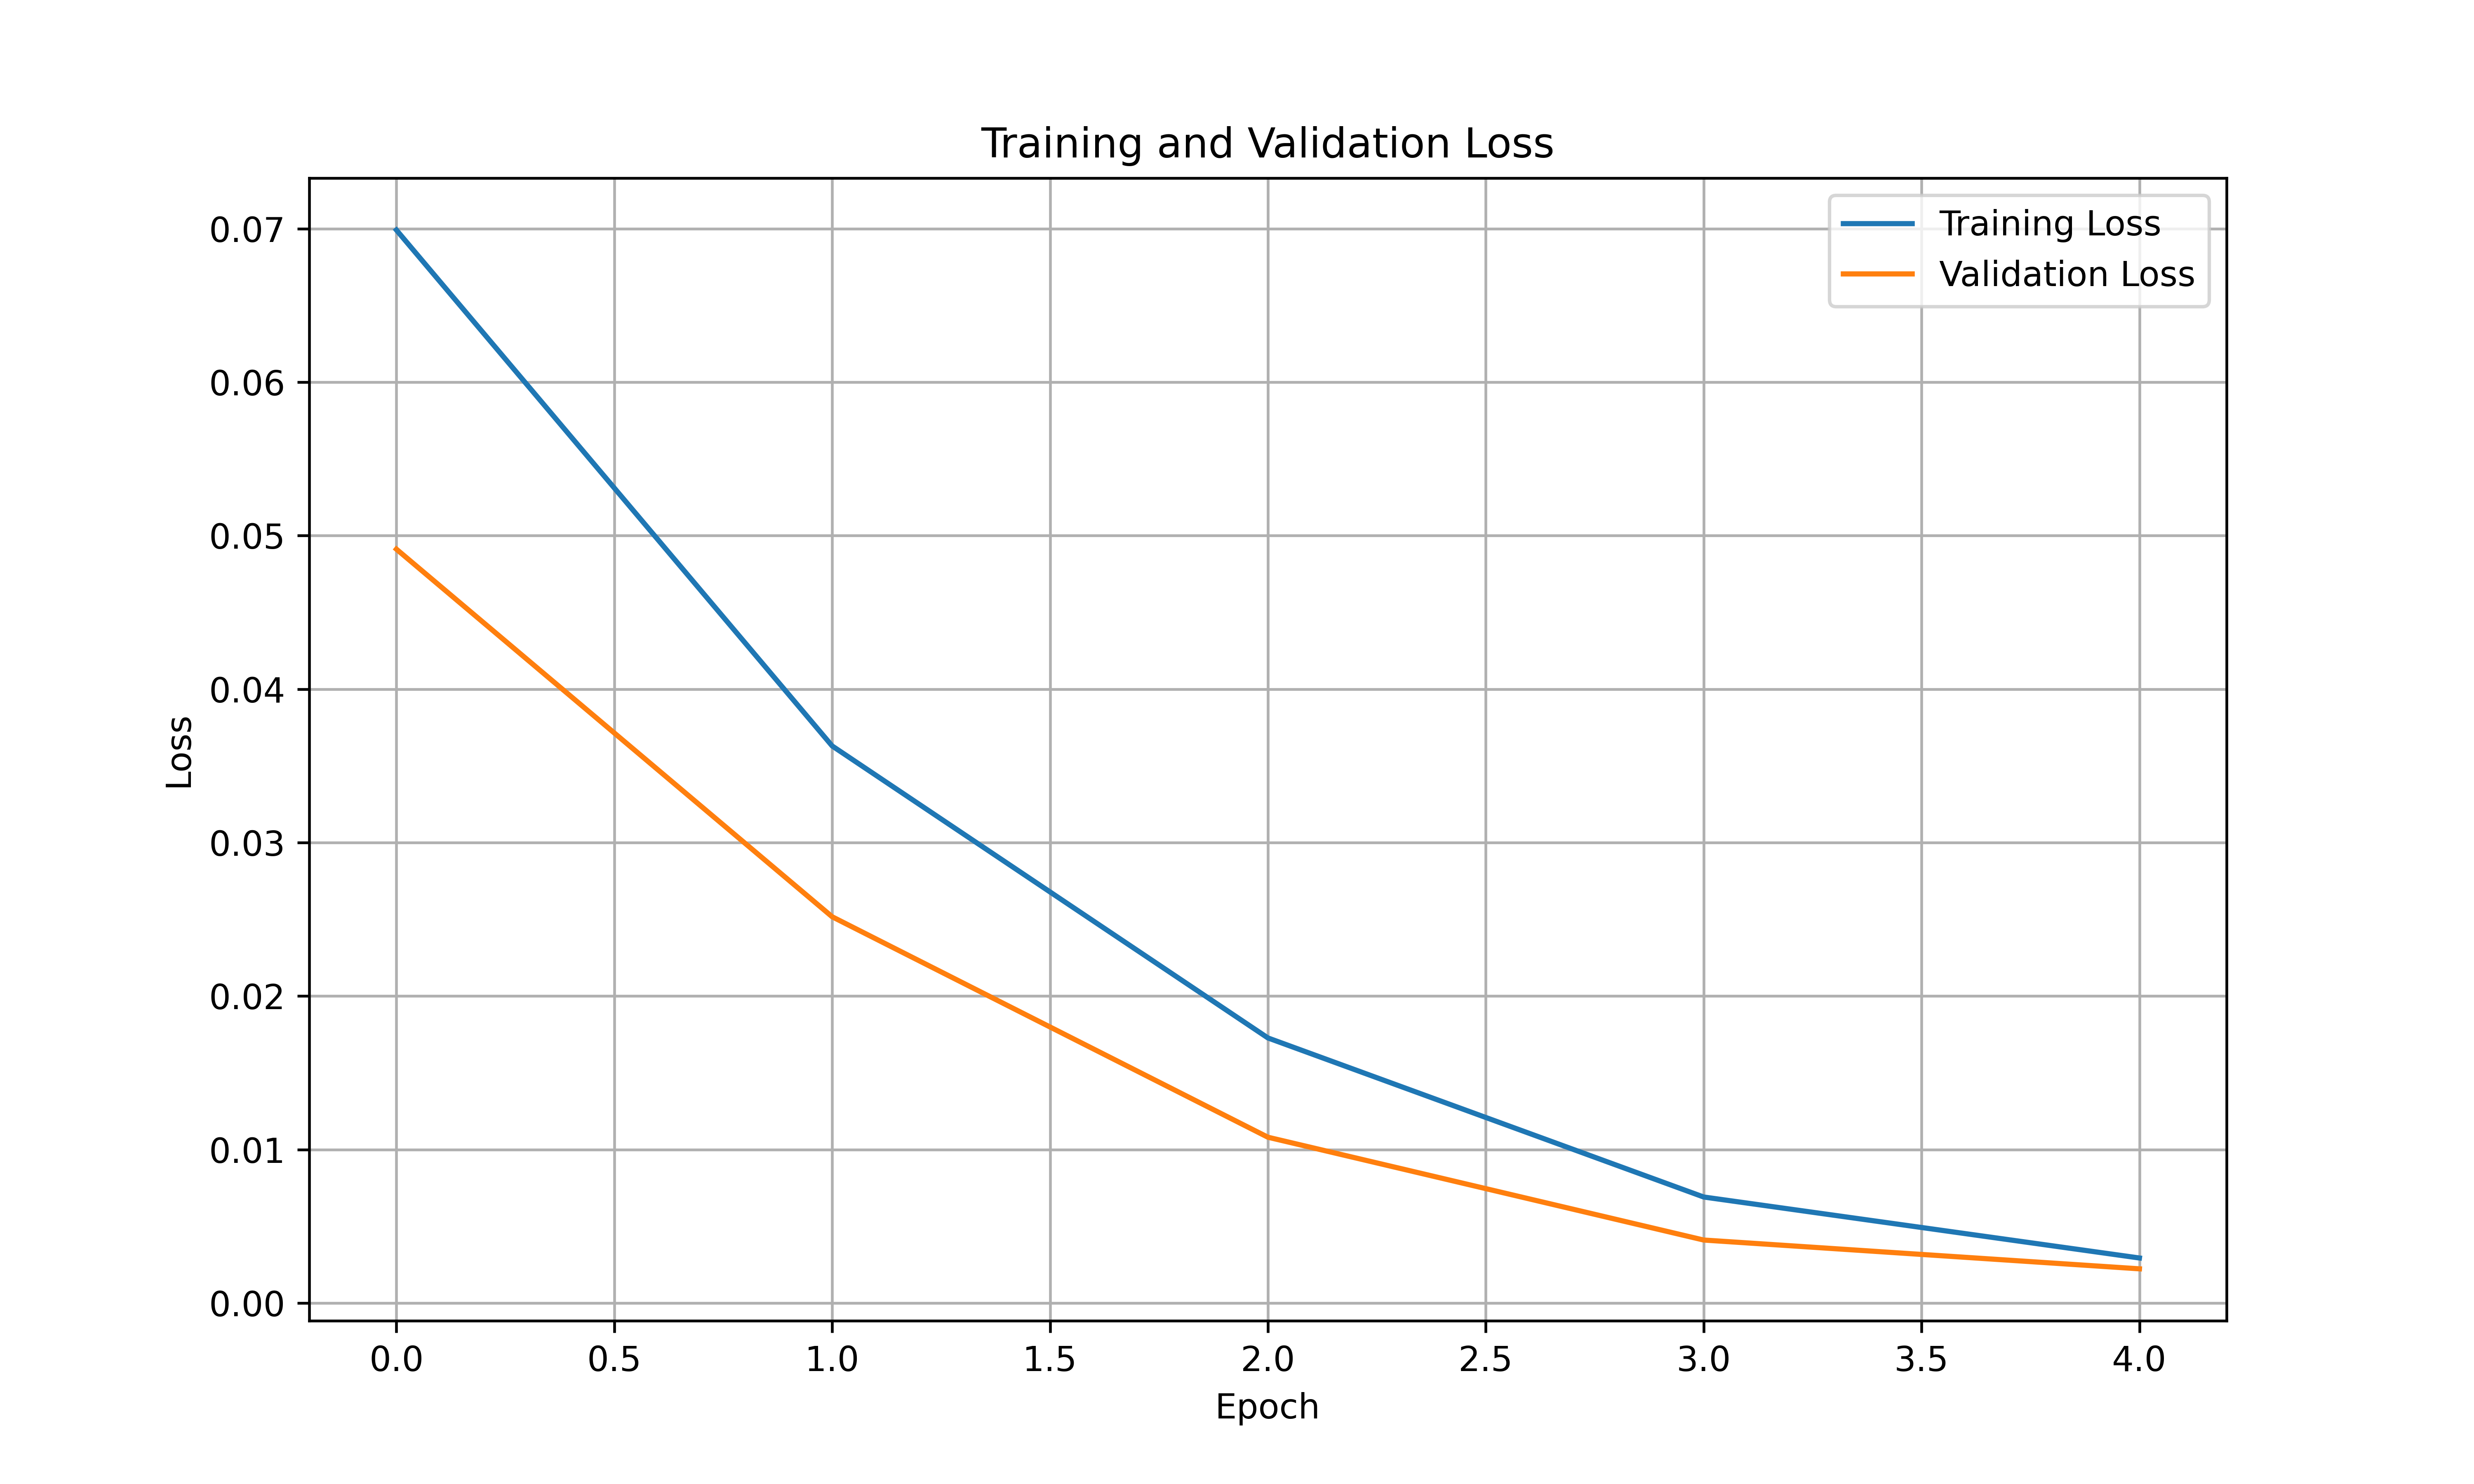 Training and Validation Loss
Training Loss
Validation Loss
0.07
0.06
0.05
0.04
0.03
0.02
0.01
0.00
Loss
0.0 0.5 1.0 1.5 2.0 2.5 3.0 3.5 4.0
Epoch